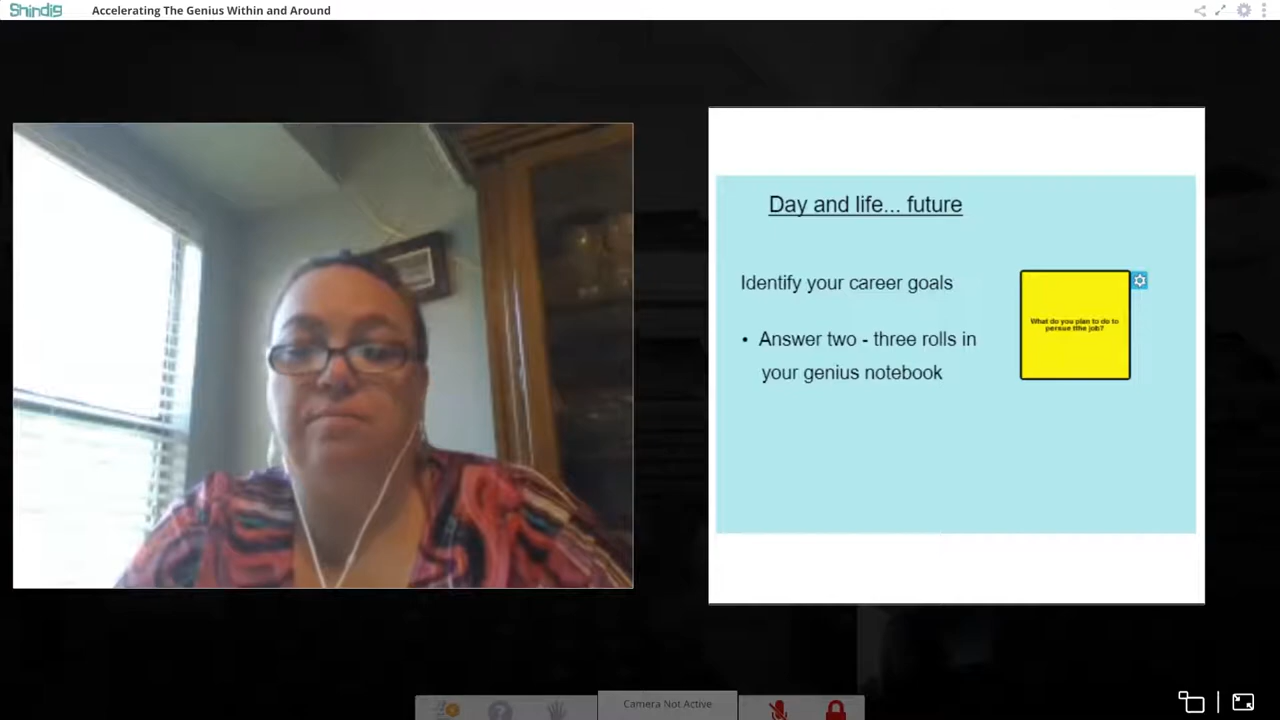 Shindig
Accelerating The Genius Within and Around
Day and life... future
Identify your career goals
• Answer two - three rolls in
your genius notebook
What do you plan to do to
persue tthe job?
Camera Not Active